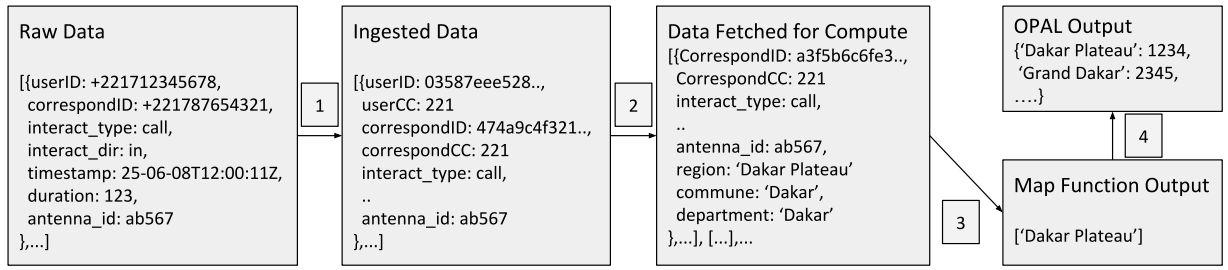 Raw Data
[{userID: +221712345678,
correspondID: +221787654321,
interact_type: call,
interact_dir: in,
timestamp: 25-06-08T12:00:11Z,
duration: 123,
antenna_id: ab567
},...]
1
Ingested Data
[{userID: 03587eee528..,
userCC: 221
correspondID: 474a9c4f321..,
correspondCC: 221
interact_type: call,
..
antenna_id: ab567
},...]
2
Data Fetched for Compute
[{CorrespondID: a3f5b6c6fe3..,
CorrespondCC: 221
interact_type: call,
..
antenna_id: ab567,
region: ‘Dakar Plateau’
commune: ‘Dakar’,
department: ‘Dakar’
},...], [...],...
3
Map Function Output
[‘Dakar Plateau’]
4
OPAL Output
{‘Dakar Plateau’: 1234,
‘Grand Dakar’: 2345,
….}